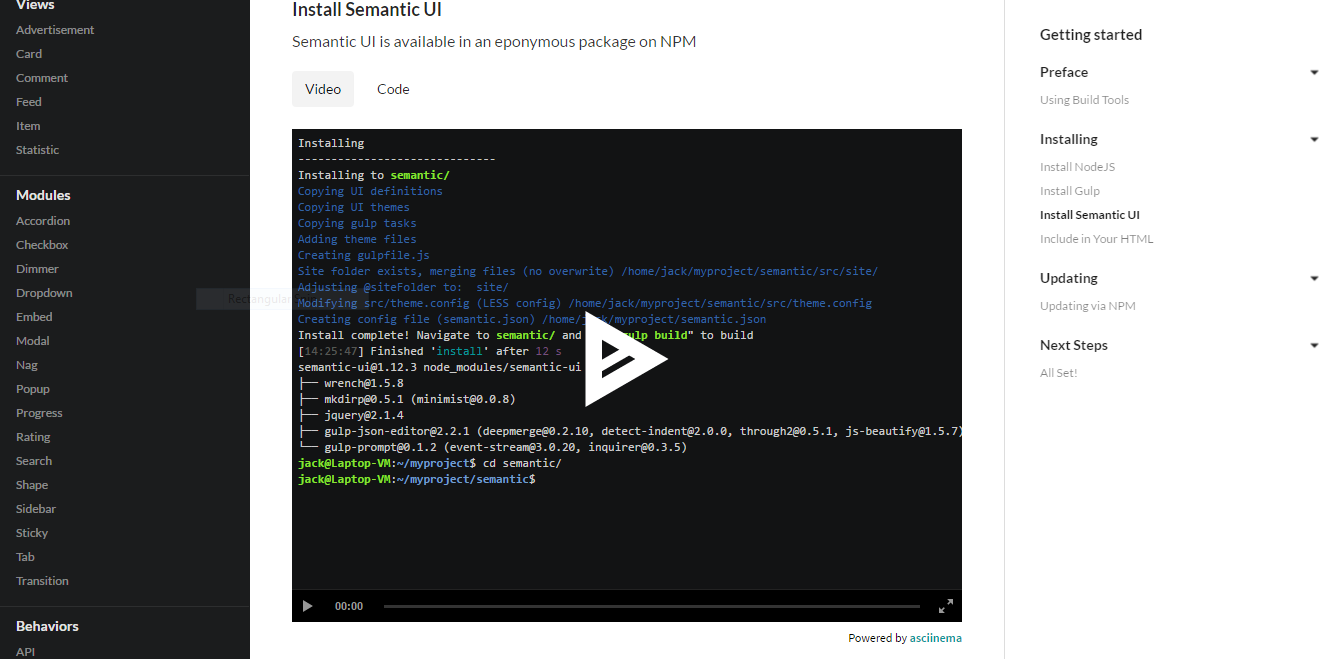 Views
Advertisement
Card
Comment
Feed
Item
Statistic
Modules
Accordion
Checkbox
Dimmer
Dropdown
Embed
Modal
Nag
Popup
Progress
Rating
Search
Shape
Sidebar
Sticky
Tab
Transition
Behaviors
API
Rectangular
Install Semantic UI
Semantic UI is available in an eponymous package on NPM
Video
Code
Installing
------------------------------
Installing to semantic/
Copying UI definitions
Copying UI themes
Copying gulp tasks
Adding theme files
Creating gulpfile.js
Site folder exists, merging files (no overwrite) /home/jack/myproject/semantic/src/site/
Adjusting @siteFolder to:  site/
Modifying src/theme.config (LESS config) /home/jack/myproject/semantic/src/theme.config
Creating config file (semantic.json) /home/jack/myproject/semantic.json
Install complete! Navigate to semantic/ and gulp build" to build
[14:25:47] Finished 'install' after 12 s
semantic-ui@1.12.3 node_modules/semantic-ui
├── wrench@1.5.8
├── mkdirp@0.5.1 (minimist@0.0.8)
├── jquery@2.1.4
├── gulp-json-editor@2.2.1 (deepmerge@0.2.10, detect-indent@2.0.0, through2@0.5.1, js-beautify@1.5.7)
└── gulp-prompt@0.1.2 (event-stream@3.0.20, inquirer@0.3.5)
jack@Laptop-VM:~/myproject$ cd semantic/
jack@Laptop-VM:~/myproject/semantic$
00:00
Powered by asciinema
Getting started
Preface
Using Build Tools
Installing
Install NodeJS
Install Gulp
Install Semantic UI
Include in Your HTML
Updating
Updating via NPM
Next Steps
All Set!